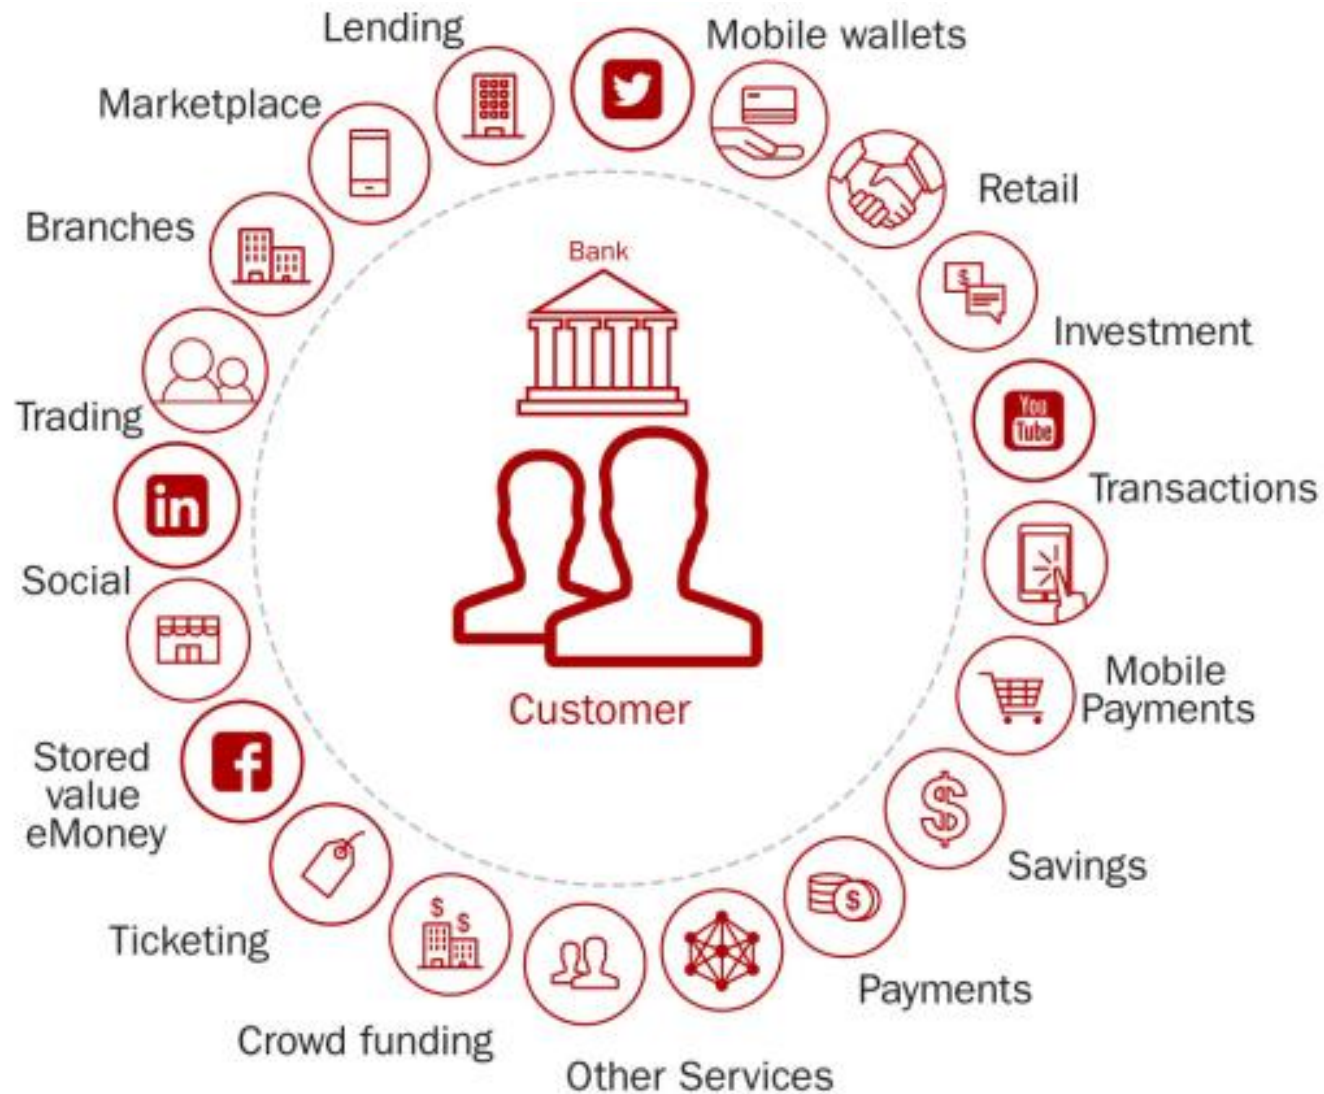 Lending
Mobile wallets
Marketplace
Retail
Branches
Bank
Investment
You
Tube
Trading
in
Transactions
Social
Mobile
Payments
Customer
Stored
value
eMoney
f
$
Savings
$
Ticketing
$ $
Payments
Crowd funding
Other Services
$